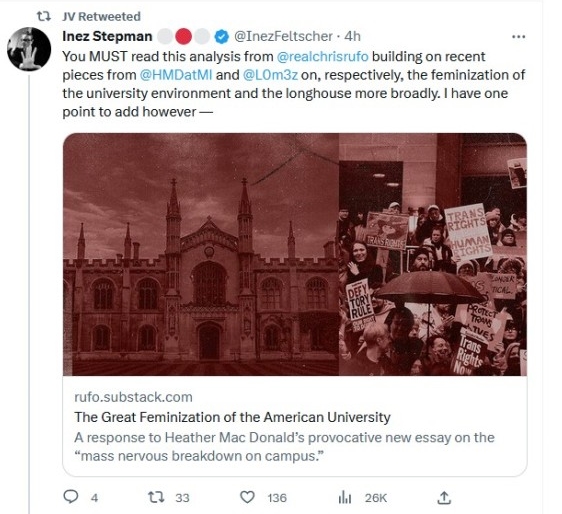 JV Retweeted
Inez Stepman @InezFeltscher · 4h
You MUST read this analysis from @realchrisrufo building on recent
pieces from @HMDatMI and @L0m3z on, respectively, the feminization of
the university environment and the longhouse more broadly. I have one
point to add however —
TRANS RIGHTS
TRANS
RIGHTS
HUMAN
RIGHTS
DEFY
TORY
RULE
PROTECT
TRANS
LIVES
Trans
Rights
Now
rufo.substack.com
The Great Feminization of the American University
A response to Heather Mac Donald's provocative new essay on the
“mass nervous breakdown on campus.”
4 33 136 26K